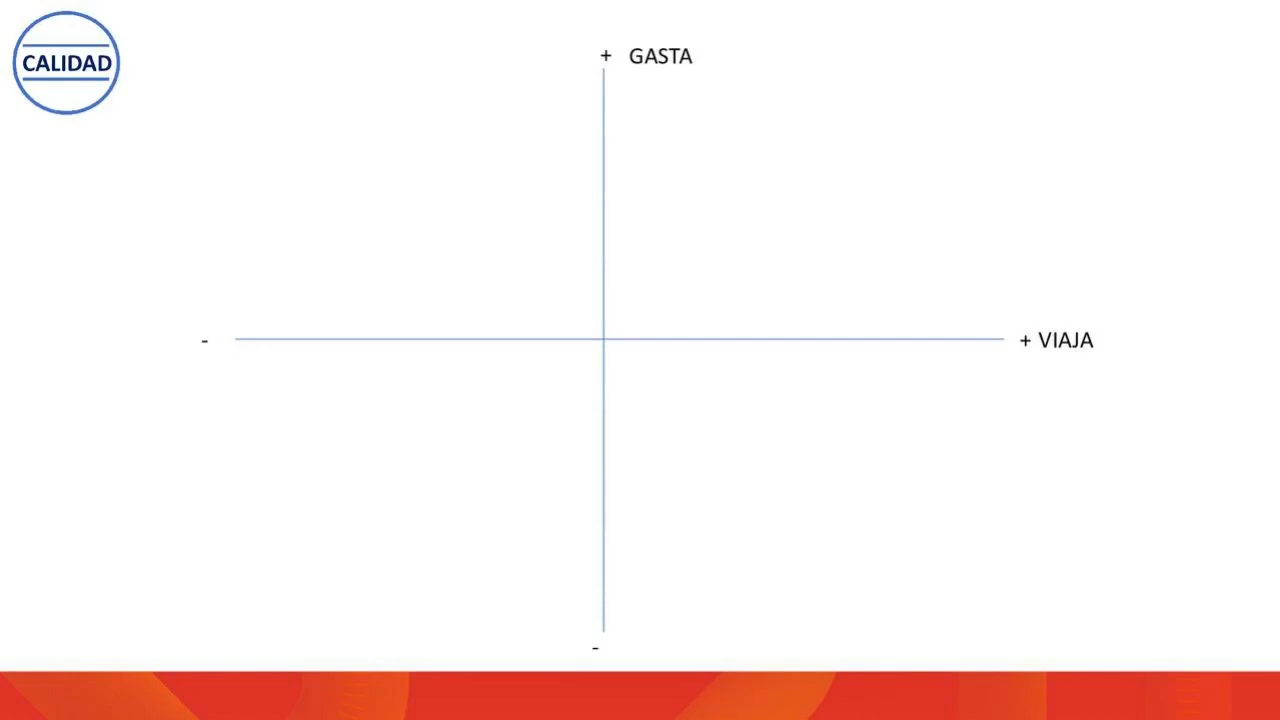 CALIDAD
+ GASTA
- + VIAJA
-